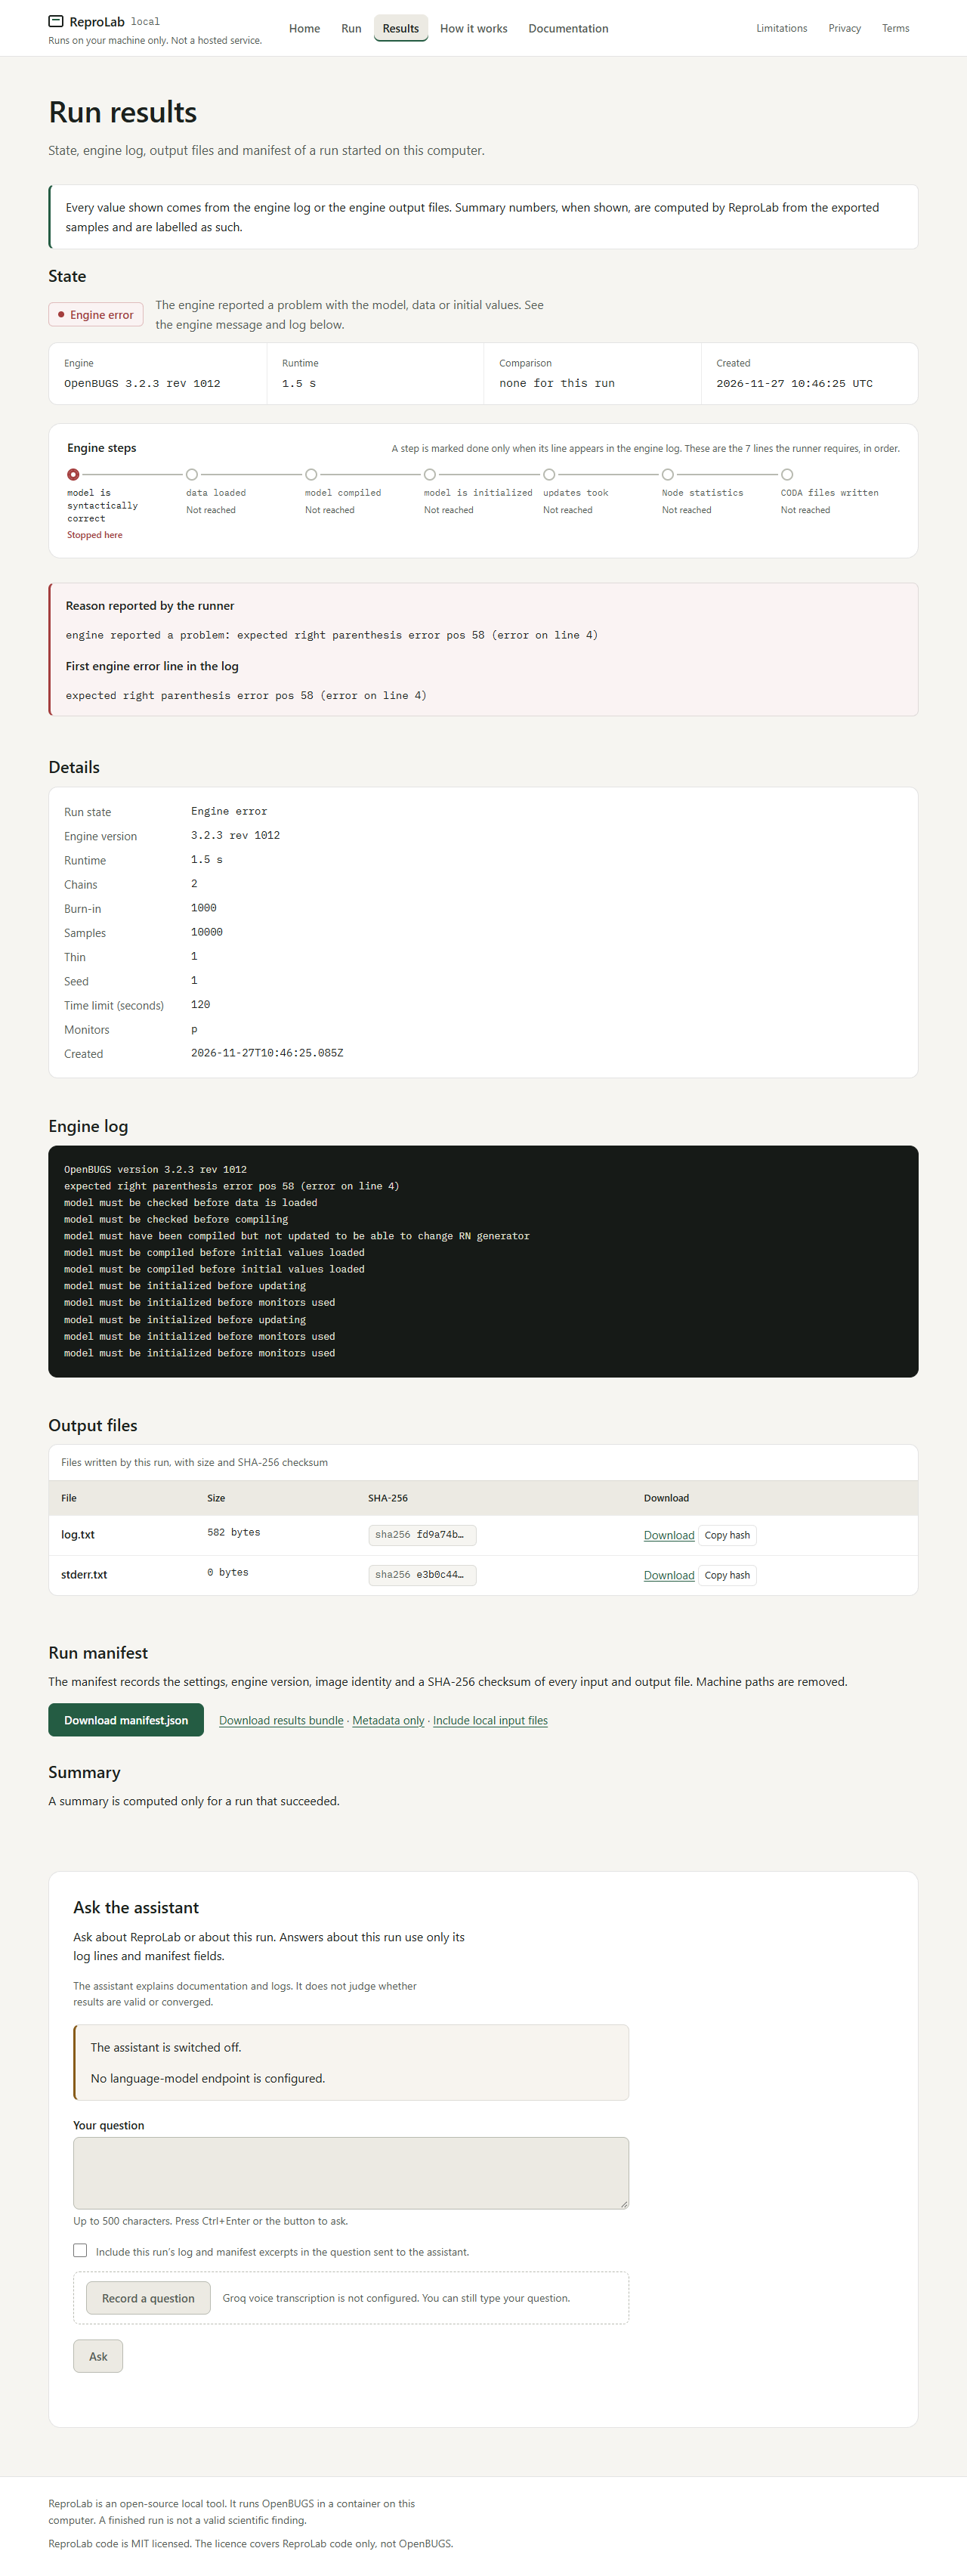 ReproLab local
Runs on your machine only. Not a hosted service.
Home
Run
Results
How it works
Documentation
Limitations
Privacy
Terms
Run results
State, engine log, output files and manifest of a run started on this computer.
Every value shown comes from the engine log or the engine output files. Summary numbers, when shown, are computed by ReproLab from the exported
samples and are labelled as such.
State
Engine error
The engine reported a problem with the model, data or initial values. See
the engine message and log below.
Engine
OpenBUGS 3.2.3 rev 1012
Runtime
1.5 s
Comparison
none for this run
Created
2026-11-27 10:46:25 UTC
Engine steps
A step is marked done only when its line appears in the engine log. These are the 7 lines the runner requires, in order.
model is
syntactically
correct
Stopped here
data loaded
Not reached
model compiled
Not reached
model is initialized
Not reached
updates took
Not reached
Node statistics
Not reached
CODA files written
Not reached
Reason reported by the runner
engine reported a problem: expected right parenthesis error pos 58 (error on line 4)
First engine error line in the log
expected right parenthesis error pos 58 (error on line 4)
Details
Run state Engine error
Engine version 3.2.3 rev 1012
Runtime 1.5 s
Chains 2
Burn-in 1000
Samples 10000
Thin 1
Seed 1
Time limit (seconds) 120
Monitors p
Created 2026-11-27T10:46:25.085Z
Engine log
OpenBUGS version 3.2.3 rev 1012
expected right parenthesis error pos 58 (error on line 4)
model must be checked before data is loaded
model must be checked before compiling
model must have been compiled but not updated to be able to change RN generator
model must be compiled before initial values loaded
model must be compiled before initial values loaded
model must be initialized before updating
model must be initialized before monitors used
model must be initialized before updating
model must be initialized before monitors used
model must be initialized before monitors used
Output files
Files written by this run, with size and SHA-256 checksum
File Size SHA-256 Download
log.txt 582 bytes sha256 fd9a74b… Download Copy hash
stderr.txt 0 bytes sha256 e3b0c44… Download Copy hash
Run manifest
The manifest records the settings, engine version, image identity and a SHA-256 checksum of every input and output file. Machine paths are removed.
Download manifest.json
Download results bundle · Metadata only · Include local input files
Summary
A summary is computed only for a run that succeeded.
Ask the assistant
Ask about ReproLab or about this run. Answers about this run use only its
log lines and manifest fields.
The assistant explains documentation and logs. It does not judge whether
results are valid or converged.
The assistant is switched off.
No language-model endpoint is configured.
Your question
Up to 500 characters. Press Ctrl+Enter or the button to ask.
Include this run's log and manifest excerpts in the question sent to the assistant.
Record a question
Groq voice transcription is not configured. You can still type your question.
Ask
ReproLab is an open-source local tool. It runs OpenBUGS in a container on this
computer. A finished run is not a valid scientific finding.
ReproLab code is MIT licensed. The licence covers ReproLab code only, not OpenBUGS.